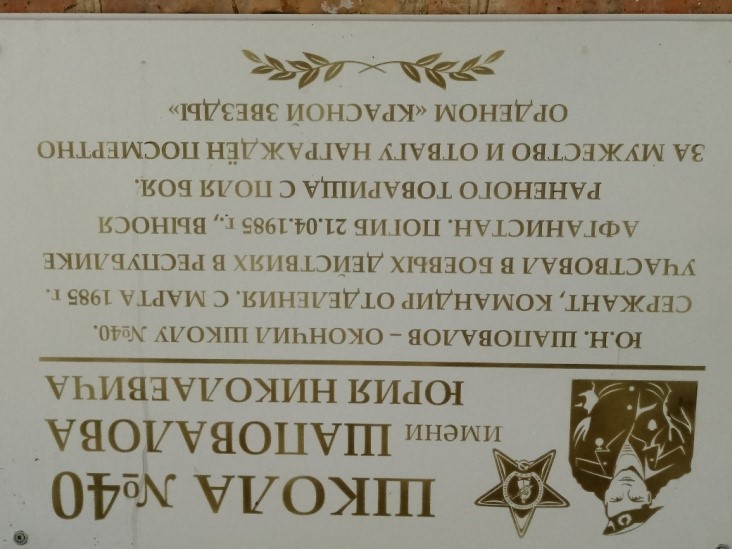 ШКОЛА №40
имени ШАПОВАЛОВА
ЮРИЯ НИКОЛАЕВИЧА
Ю.Н. ШАПОВАЛОВ – ОКОНЧИЛ ШКОЛУ №40.
СЕРЖАНТ, КОМАНДИР ОТДЕЛЕНИЯ. С МАРТА 1985 г.
УЧАСТВОВАЛ В БОЕВЫХ ДЕЙСТВИЯХ В РЕСПУБЛИКЕ
АФГАНИСТАН. ПОГИБ 21.04.1985 г., ВЫНОСЯ
РАНЕНОГО ТОВАРИЩА С ПОЛЯ БОЯ.
ЗА МУЖЕСТВО И ОТВАГУ НАГРАЖДЁН ПОСМЕРТНО
ОРДЕНОМ «КРАСНОЙ ЗВЕЗДЫ»